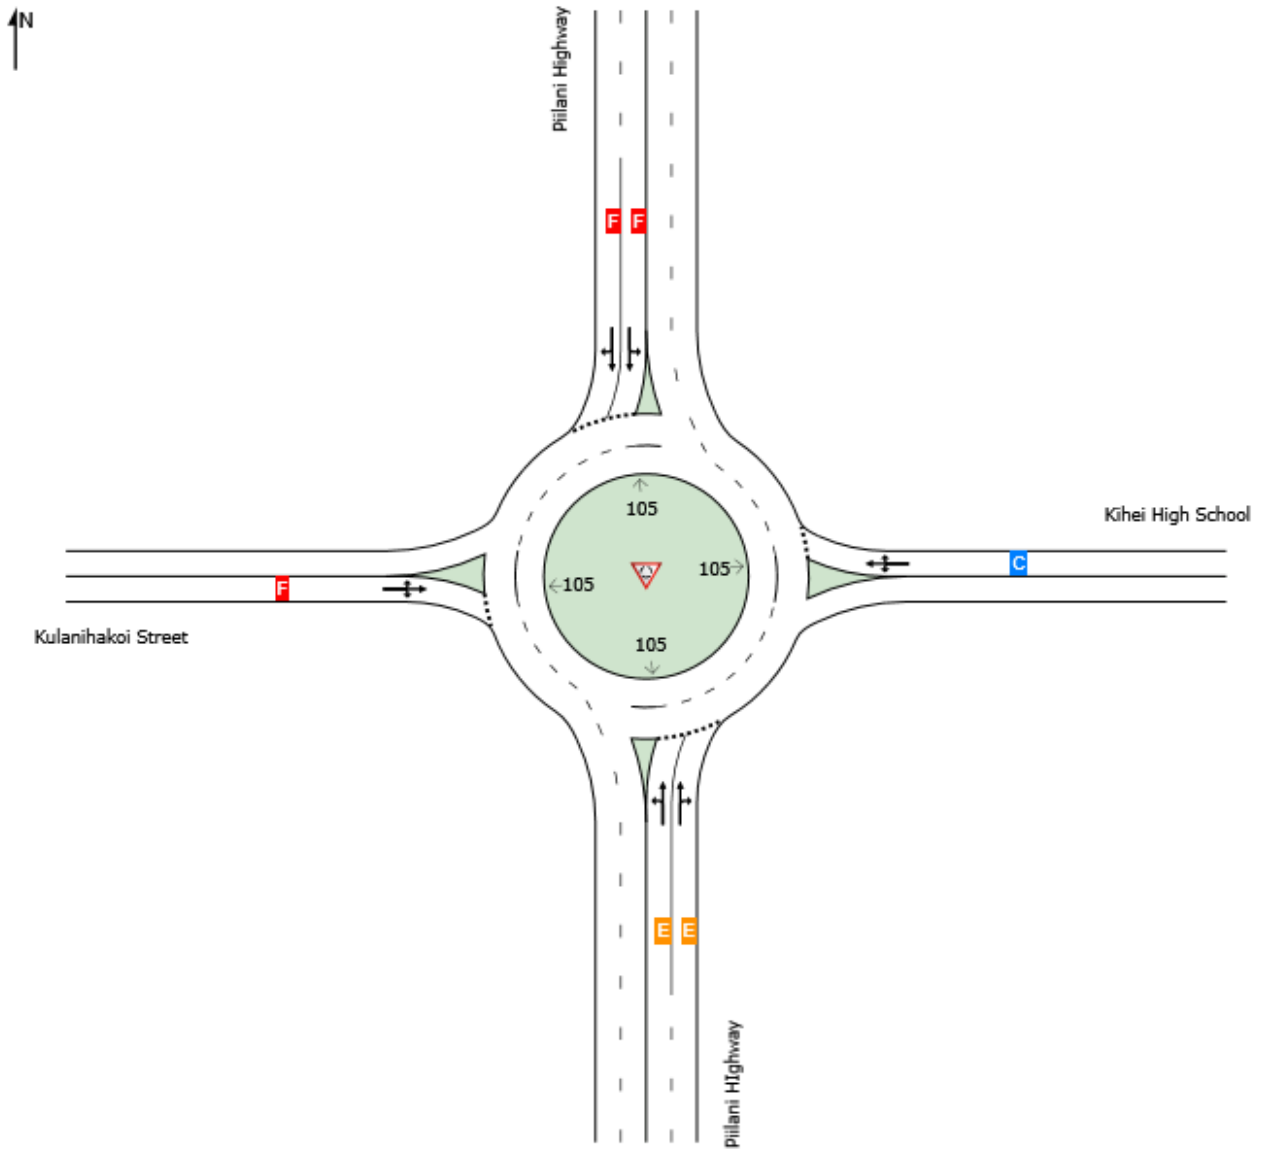 N
Piilani Highway
F F
105
Kihei High School
105
105
C
F
Kulanihakoi Street
105
E E
Piilani HIghway